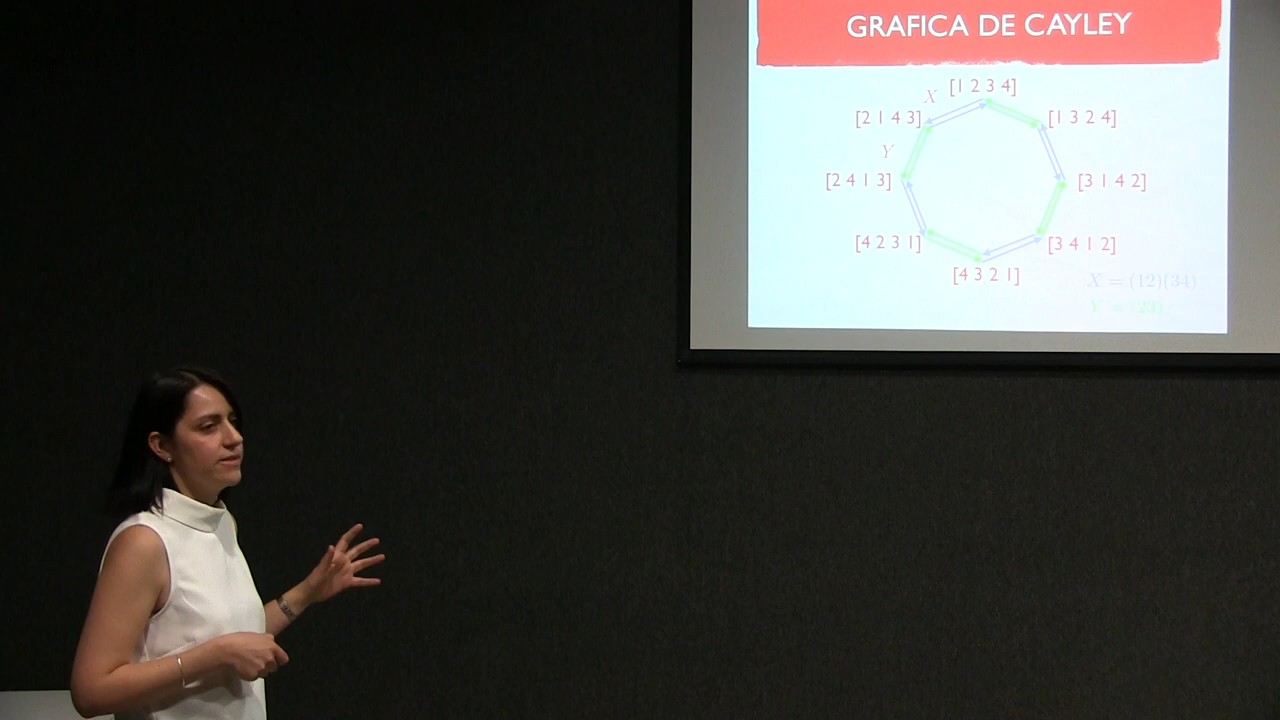 GRAFICA DE CAYLEY
X [1 2 3 4]
[2 1 4 3] [1 3 2 4]
Y
[2 4 1 3] [3 1 4 2]
[4 2 3 1] [3 4 1 2]
[4 3 2 1] X = (12)(34)
Y = (23)